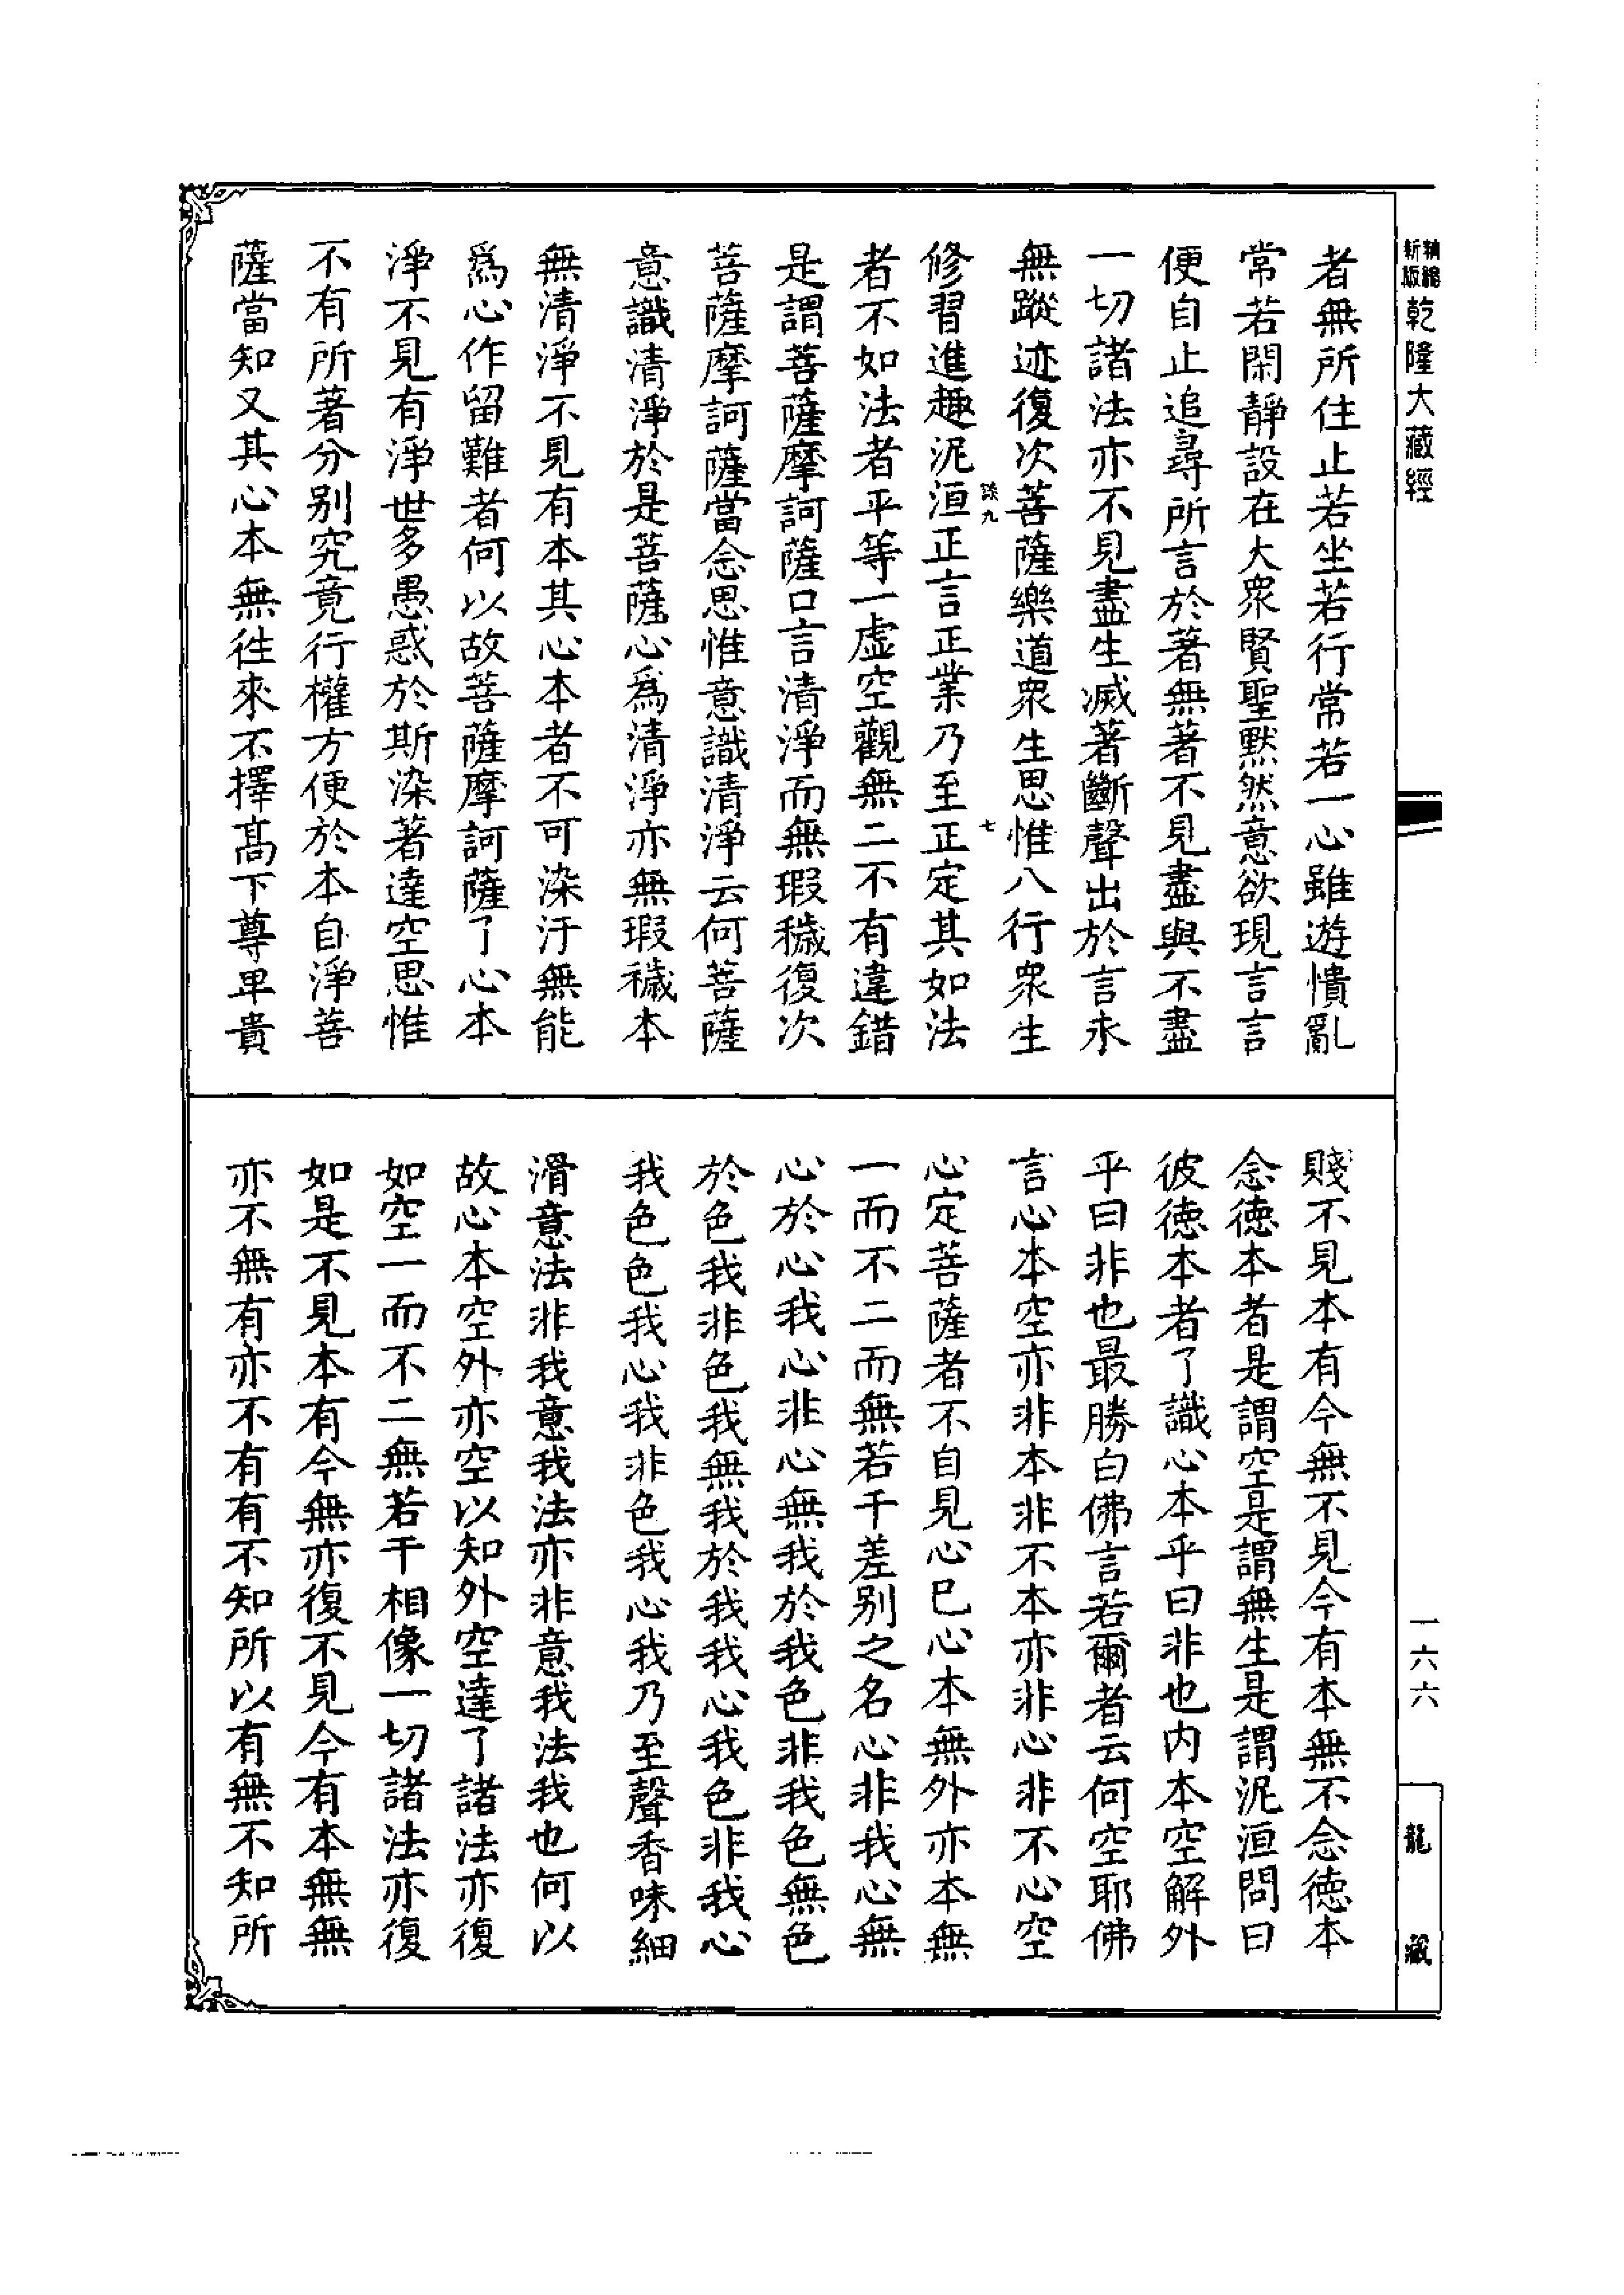 精縮新版乾隆大藏經
者無所住止若坐若行常若一心雖遊憒亂
常若閑靜設在大衆賢聖默然意欲現言言
便自止追尋所言於著無著不見盡與不盡
一切諸法亦不見盡生滅著斷聲出於言永
無蹤迹復次菩薩樂道衆生思惟八行衆生
九
七
修習進趣泥洹正言正業乃至正定其如法
者不如法者平等一虛空觀無二不有違錯
是謂菩薩摩訶薩口言清淨而無瑕穢復次
菩薩摩訶薩當念思惟意識清淨云何菩薩
意識清淨於是菩薩心爲清淨亦無瑕穢本
無清淨不見有本其心本者不可染汙無能
爲心作留難者何以故菩薩摩訶薩了心本
淨不見有淨世多愚惑於斯染著達空思惟
不有所著分別究竟行權方便於本自淨菩
薩當知又其心本無往來不擇高下尊卑貴
賤不見本有今無不見今有本無不念德本
念德本者是謂空是謂無生是謂泥洹問曰
彼德本者了識心本乎曰非也內本空解外
乎曰非也最勝白佛言若爾者云何空耶佛
言心本空亦非本非不本亦非心非不心空
心定菩薩者不自見心已心本無外亦本無
一而不二而無若干差別之名心非我心無
心於心我心非心無我於我色非我色無色
於色我非色我無我於我我心我色非我心
我色色我心我非色我心我乃至聲香味細
滑意法非我意我法亦非意我法我也何以
故心本空外亦空以知外空達了諸法亦復
如空一而不二無若干相像一切諸法亦復
如是不見本有今無亦復不見今有本無無
亦不無有亦不有有不知所以有無不知所
一六六
龍藏